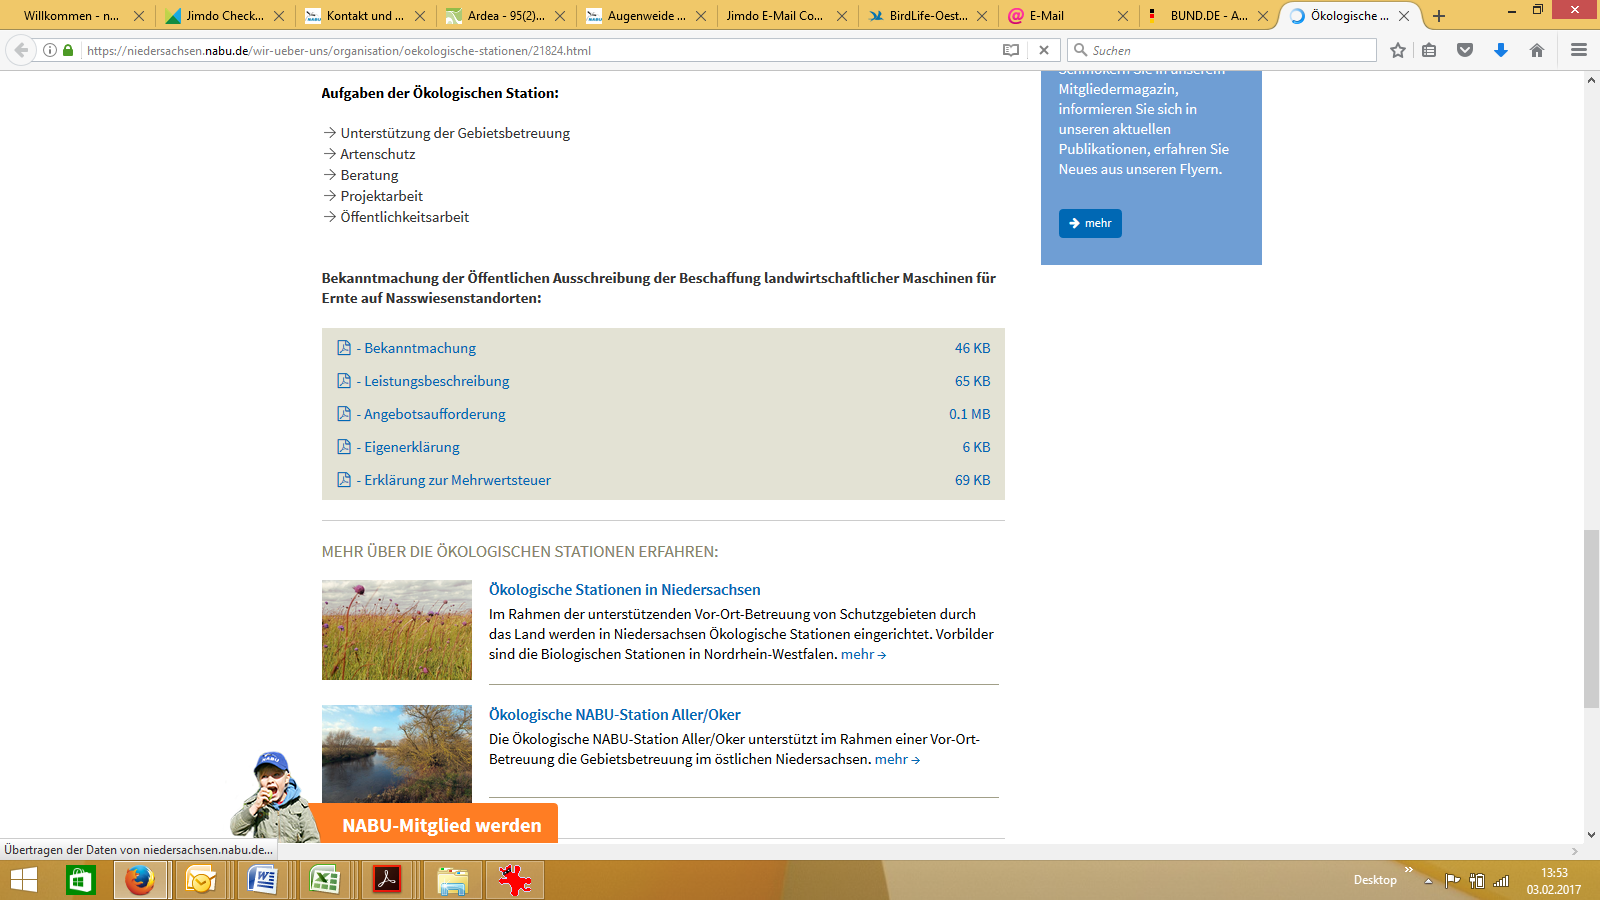 Willkommen - n...
Jimdo Check...
Kontakt und ...
Ardea - 95(2)...
Augenweide ...
Jimdo E-Mail Co...
BirdLife-Oest...
E-Mail
BUND.DE - A...
Ökologische ...
https://niedersachsen.nabu.de/wir-ueber-uns/organisation/oekologische-stationen/21824.html
Suchen
Aufgaben der Ökologischen Station:
→ Unterstützung der Gebietsbetreuung
→ Artenschutz
→ Beratung
→ Projektarbeit
→ Öffentlichkeitsarbeit
Schmökern Sie in unserem
Mitgliedermagazin,
informieren Sie sich in
unseren aktuellen
Publikationen, erfahren Sie
Neues aus unseren Flyern.
mehr
Bekanntmachung der Öffentlichen Ausschreibung der Beschaffung landwirtschaftlicher Maschinen für
Ernte auf Nasswiesenstandorten:
- Bekanntmachung 46 KB
- Leistungsbeschreibung 65 KB
- Angebotsaufforderung 0.1 MB
- Eigenerklärung 6 KB
- Erklärung zur Mehrwertsteuer 69 KB
MEHR ÜBER DIE ÖKOLOGISCHEN STATIONEN ERFAHREN:
Ökologische Stationen in Niedersachsen
Im Rahmen der unterstützenden Vor-Ort-Betreuung von Schutzgebieten durch
das Land werden in Niedersachsen Ökologische Stationen eingerichtet. Vorbilder
sind die Biologischen Stationen in Nordrhein-Westfalen. mehr →
Ökologische NABU-Station Aller/Oker
Die Ökologische NABU-Station Aller/Oker unterstützt im Rahmen einer Vor-Ort-
Betreuung die Gebietsbetreuung im östlichen Niedersachsen. mehr →
NABU
NABU-Mitglied werden
Übertragen der Daten von niedersachsen.nabu.de...
Desktop
13:53
03.02.2017